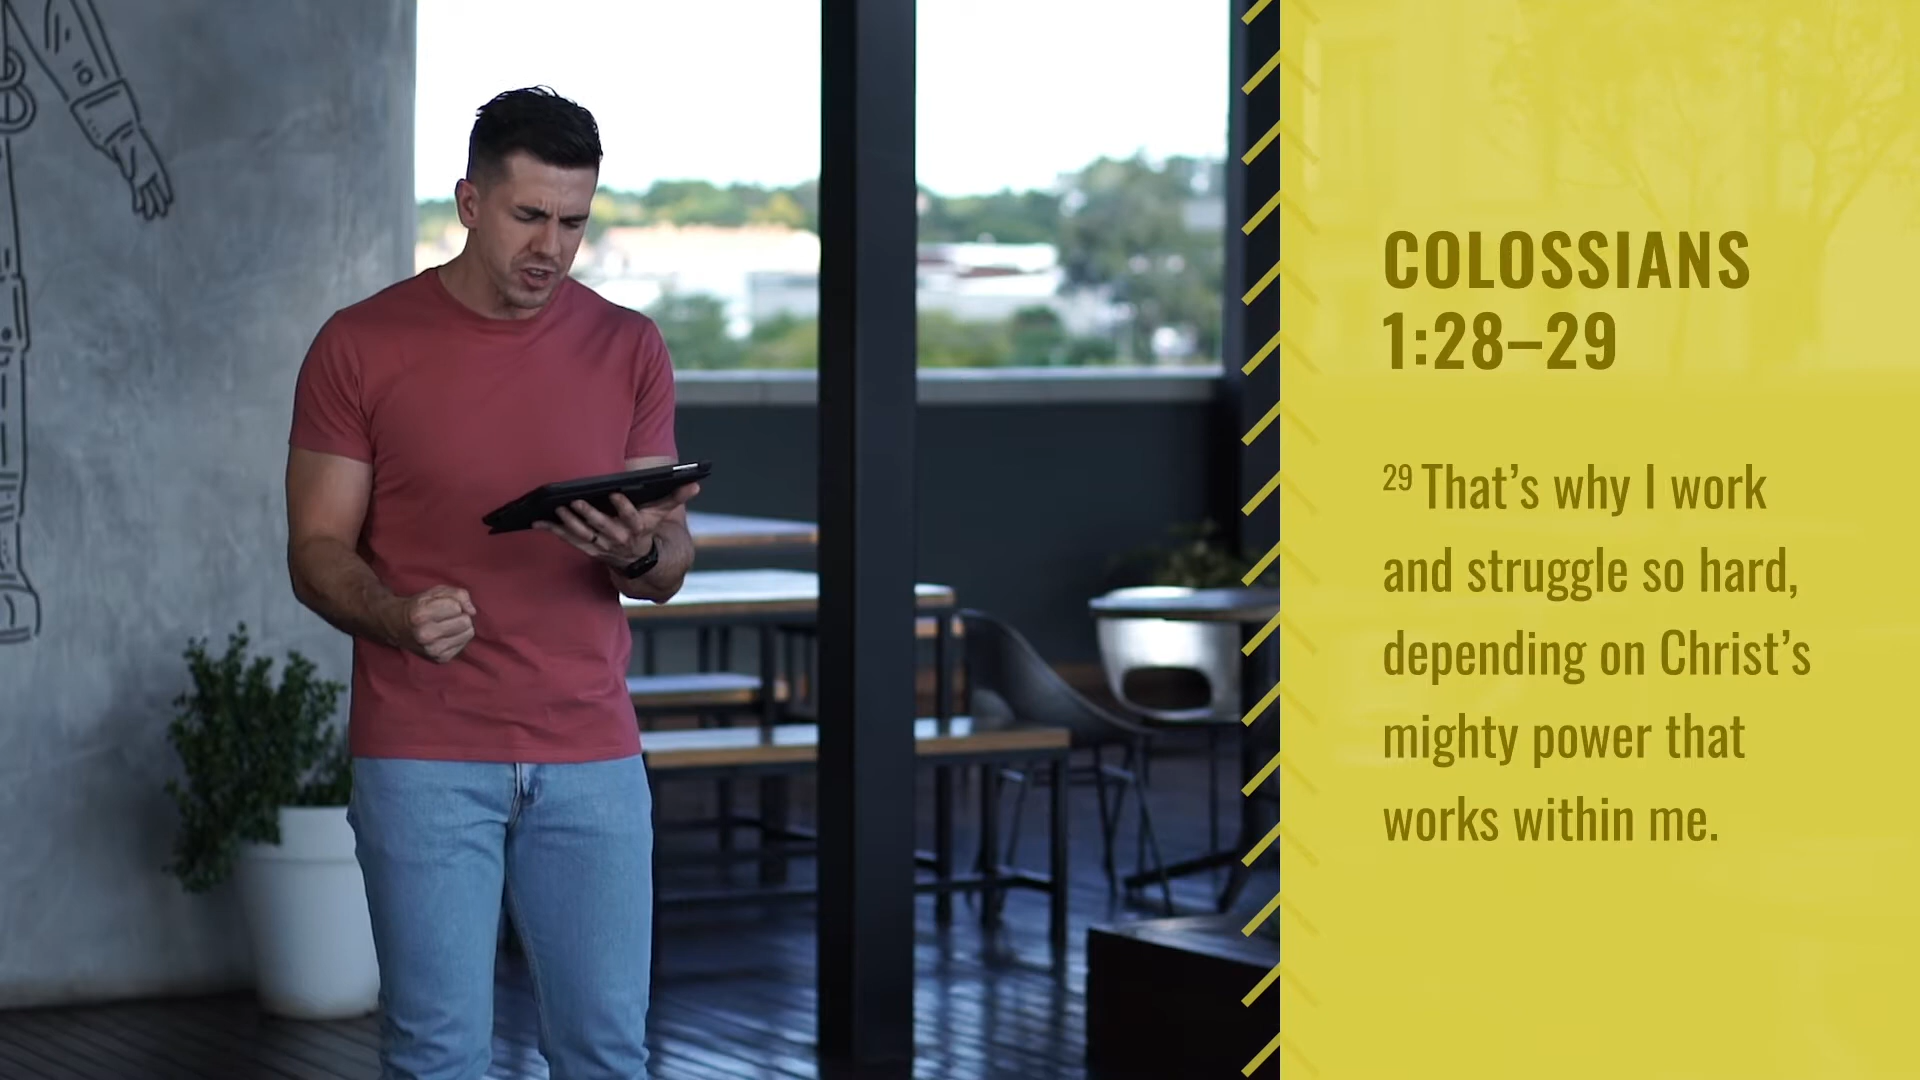 COLOSSIANS
1:28–29
29 That’s why I work
and struggle so hard,
depending on Christ’s
mighty power that
works within me.